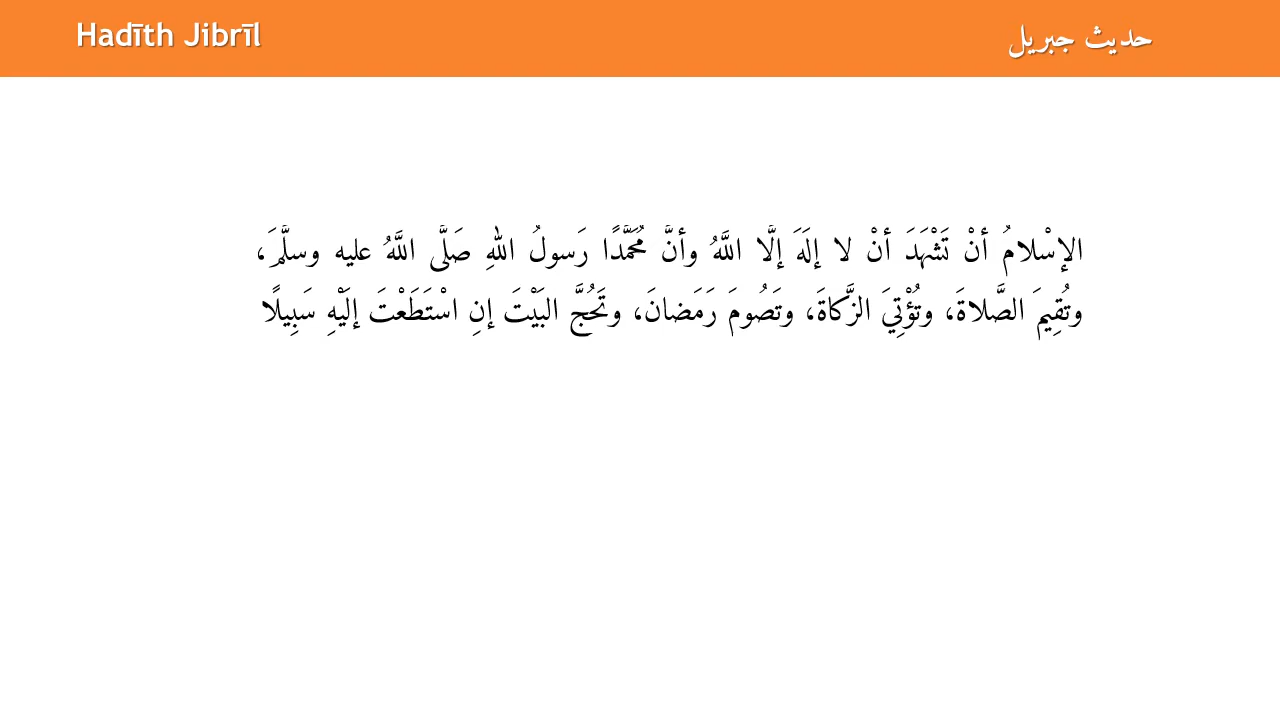 Hadīth Jibrīl
حديث جبريل
الإسْلامُ أنْ تَشْهَدَ أنْ لا إلَهَ إلَّا اللَّهُ وأنَّ مُحَمَّدًا رَسولُ اللهِ صَلَّى اللَّهُ عليه وسلَّمَ،
وتُقِيمَ الصَّلاةَ، وتُؤْتِيَ الزَّكاةَ، وتَصُومَ رَمَضانَ، وتَحُجَّ البَيْتَ إنِ اسْتَطَعْتَ إلَيْهِ سَبِيلًا